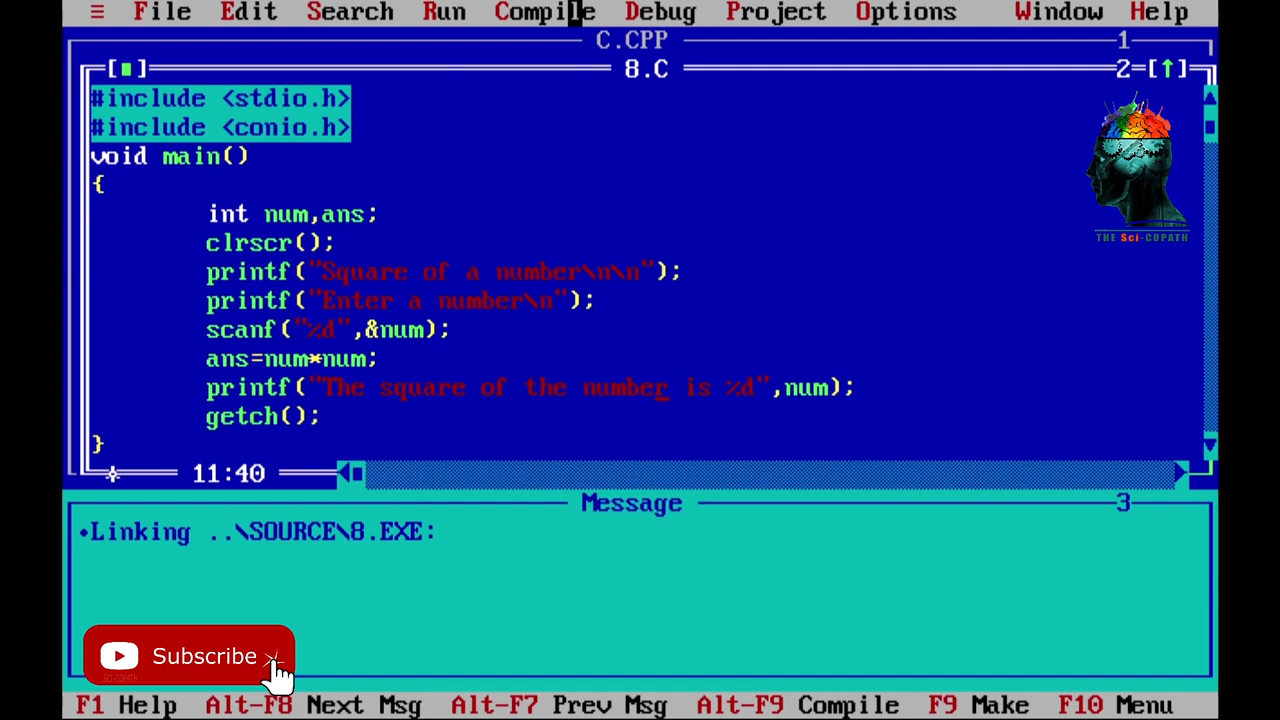 ≡ File Edit Search Run Compile Debug Project Options Window Help
C.CPP 1
[■] 8.C 2=[↑]
#include <stdio.h>
#include <conio.h>
void main()
{
int num,ans;
clrscr();
printf("Square of a number\n\n");
printf("Enter a number\n");
scanf("%d",&num);
ans=num*num;
printf("The square of the number is %d",num);
getch();
}
THE Sci-COPATH
11:40
Message 3
•Linking ..\SOURCE\8.EXE:
Subscribe
SCI-COPATH
F1 Help Alt-F8 Next Msg Alt-F7 Prev Msg Alt-F9 Compile F9 Make F10 Menu